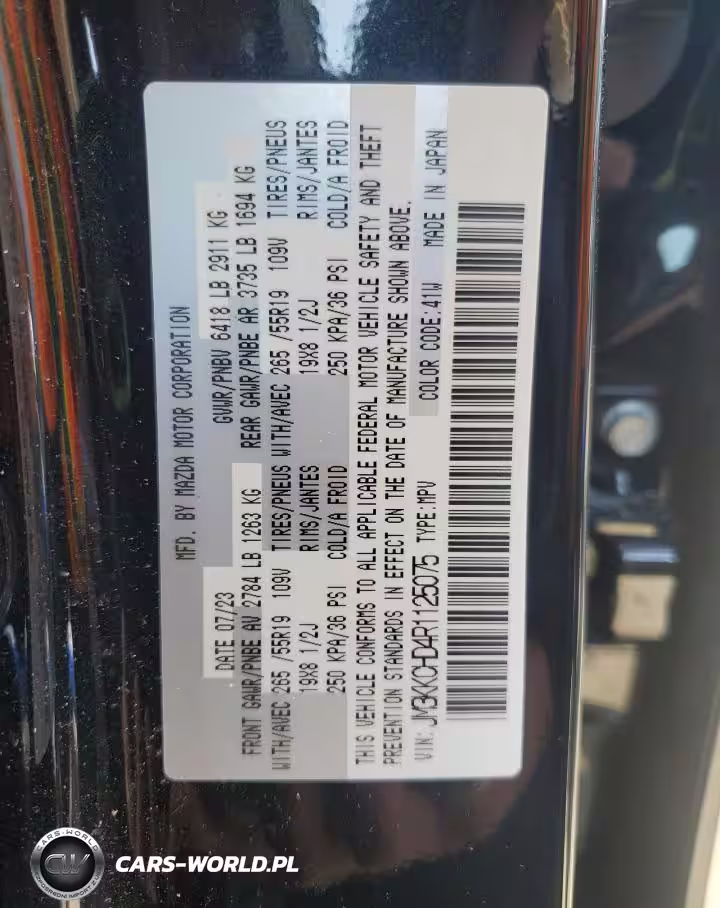 MFD. BY MAZDA MOTOR CORPORATION
DATE 07/23 GVWR/PNBV 6418 LB 2911 KG
FRONT GAWR/PNBE AV 2784 LB 1263 KG REAR GAWR/PNBE AR 3735 LB 1694 KG
WITH/AVEC 265 /55R19 109V TIRES/PNEUS WITH/AVEC 265 /55R19 109V TIRES/PNEUS
19X8 1/2J RIMS/JANTES 19X8 1/2J RIMS/JANTES
250 KPA/36 PSI COLD/A FROID 250 KPA/36 PSI COLD/A FROID
THIS VEHICLE CONFORMS TO ALL APPLICABLE FEDERAL MOTOR VEHICLE SAFETY AND THEFT
PREVENTION STANDARDS IN EFFECT ON THE DATE OF MANUFACTURE SHOWN ABOVE.
VIN: JM3KKCHD4R1125075 TYPE: MPV COLOR CODE:41W MADE IN JAPAN
CARS-WORLD
CW
CARS-WORLD.PL